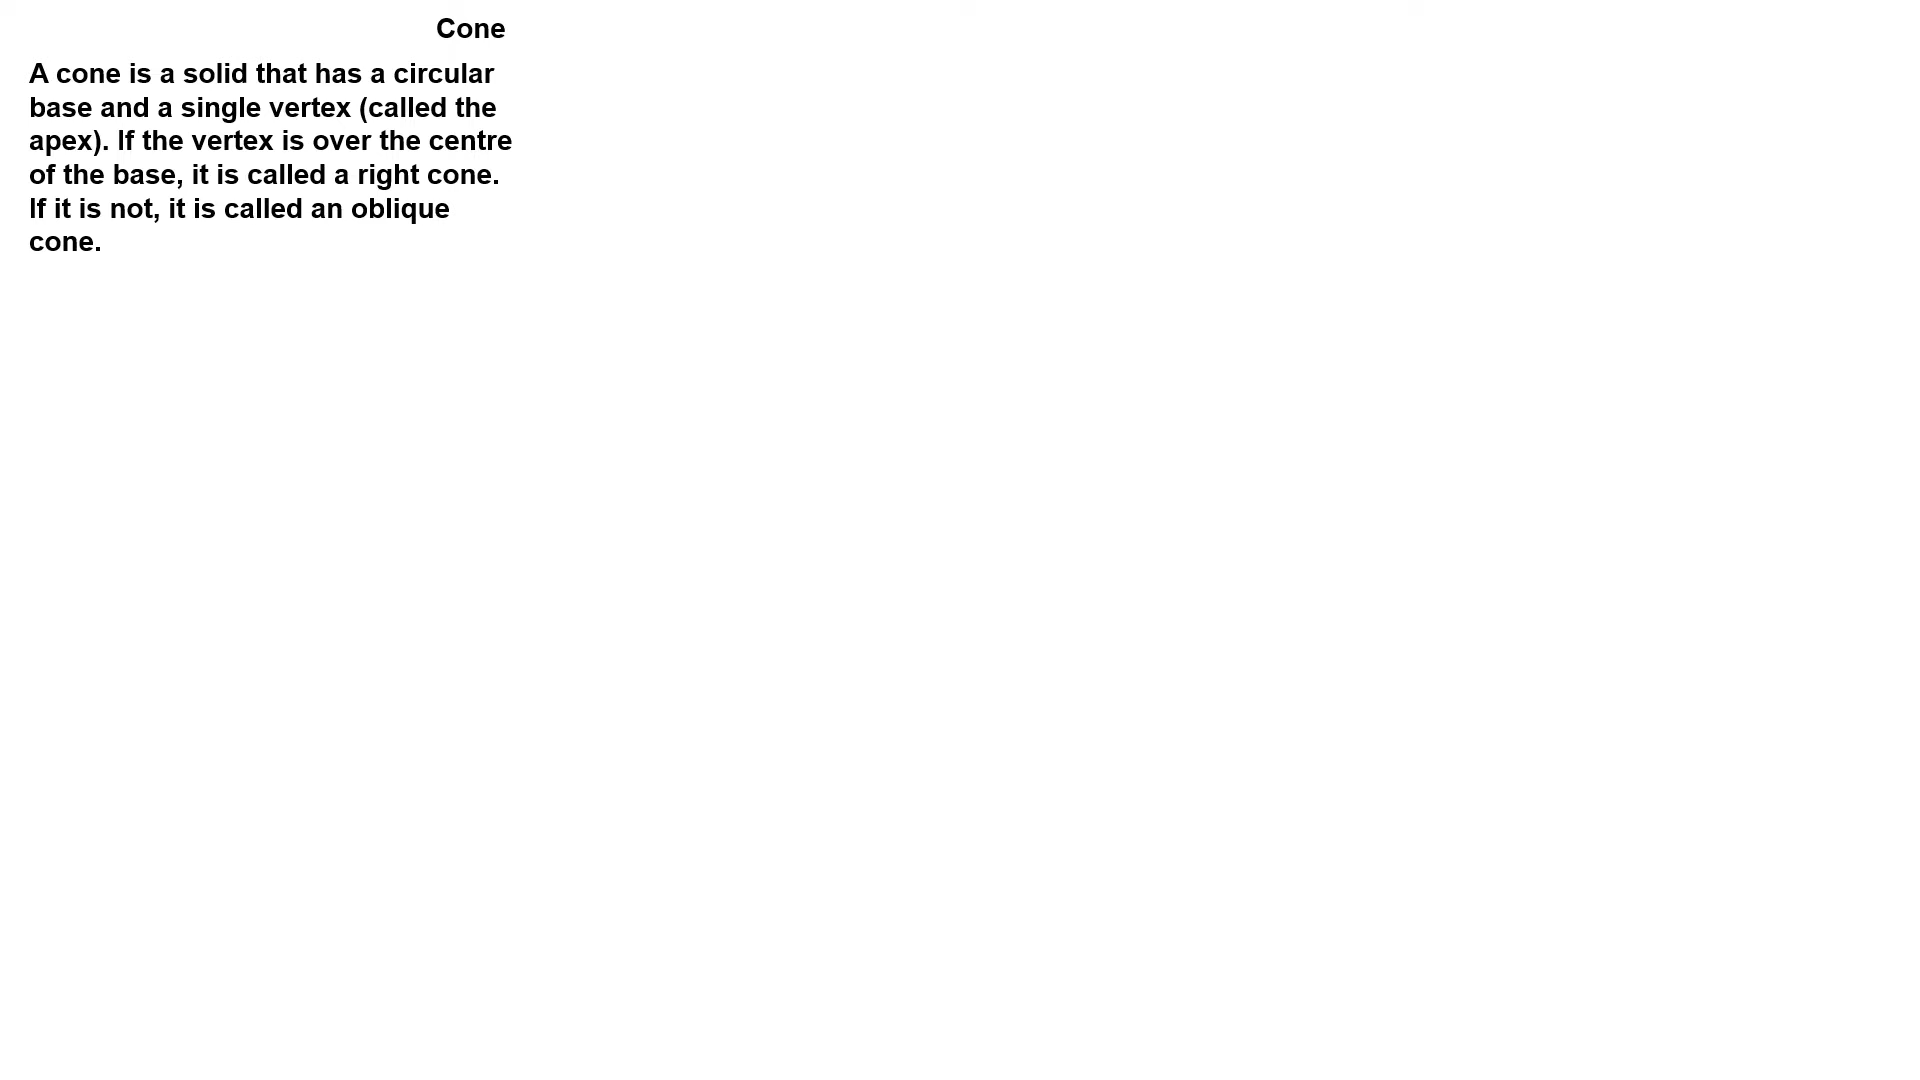 Cone
A cone is a solid that has a circular
base and a single vertex (called the
apex). If the vertex is over the centre
of the base, it is called a right cone.
If it is not, it is called an oblique
cone.